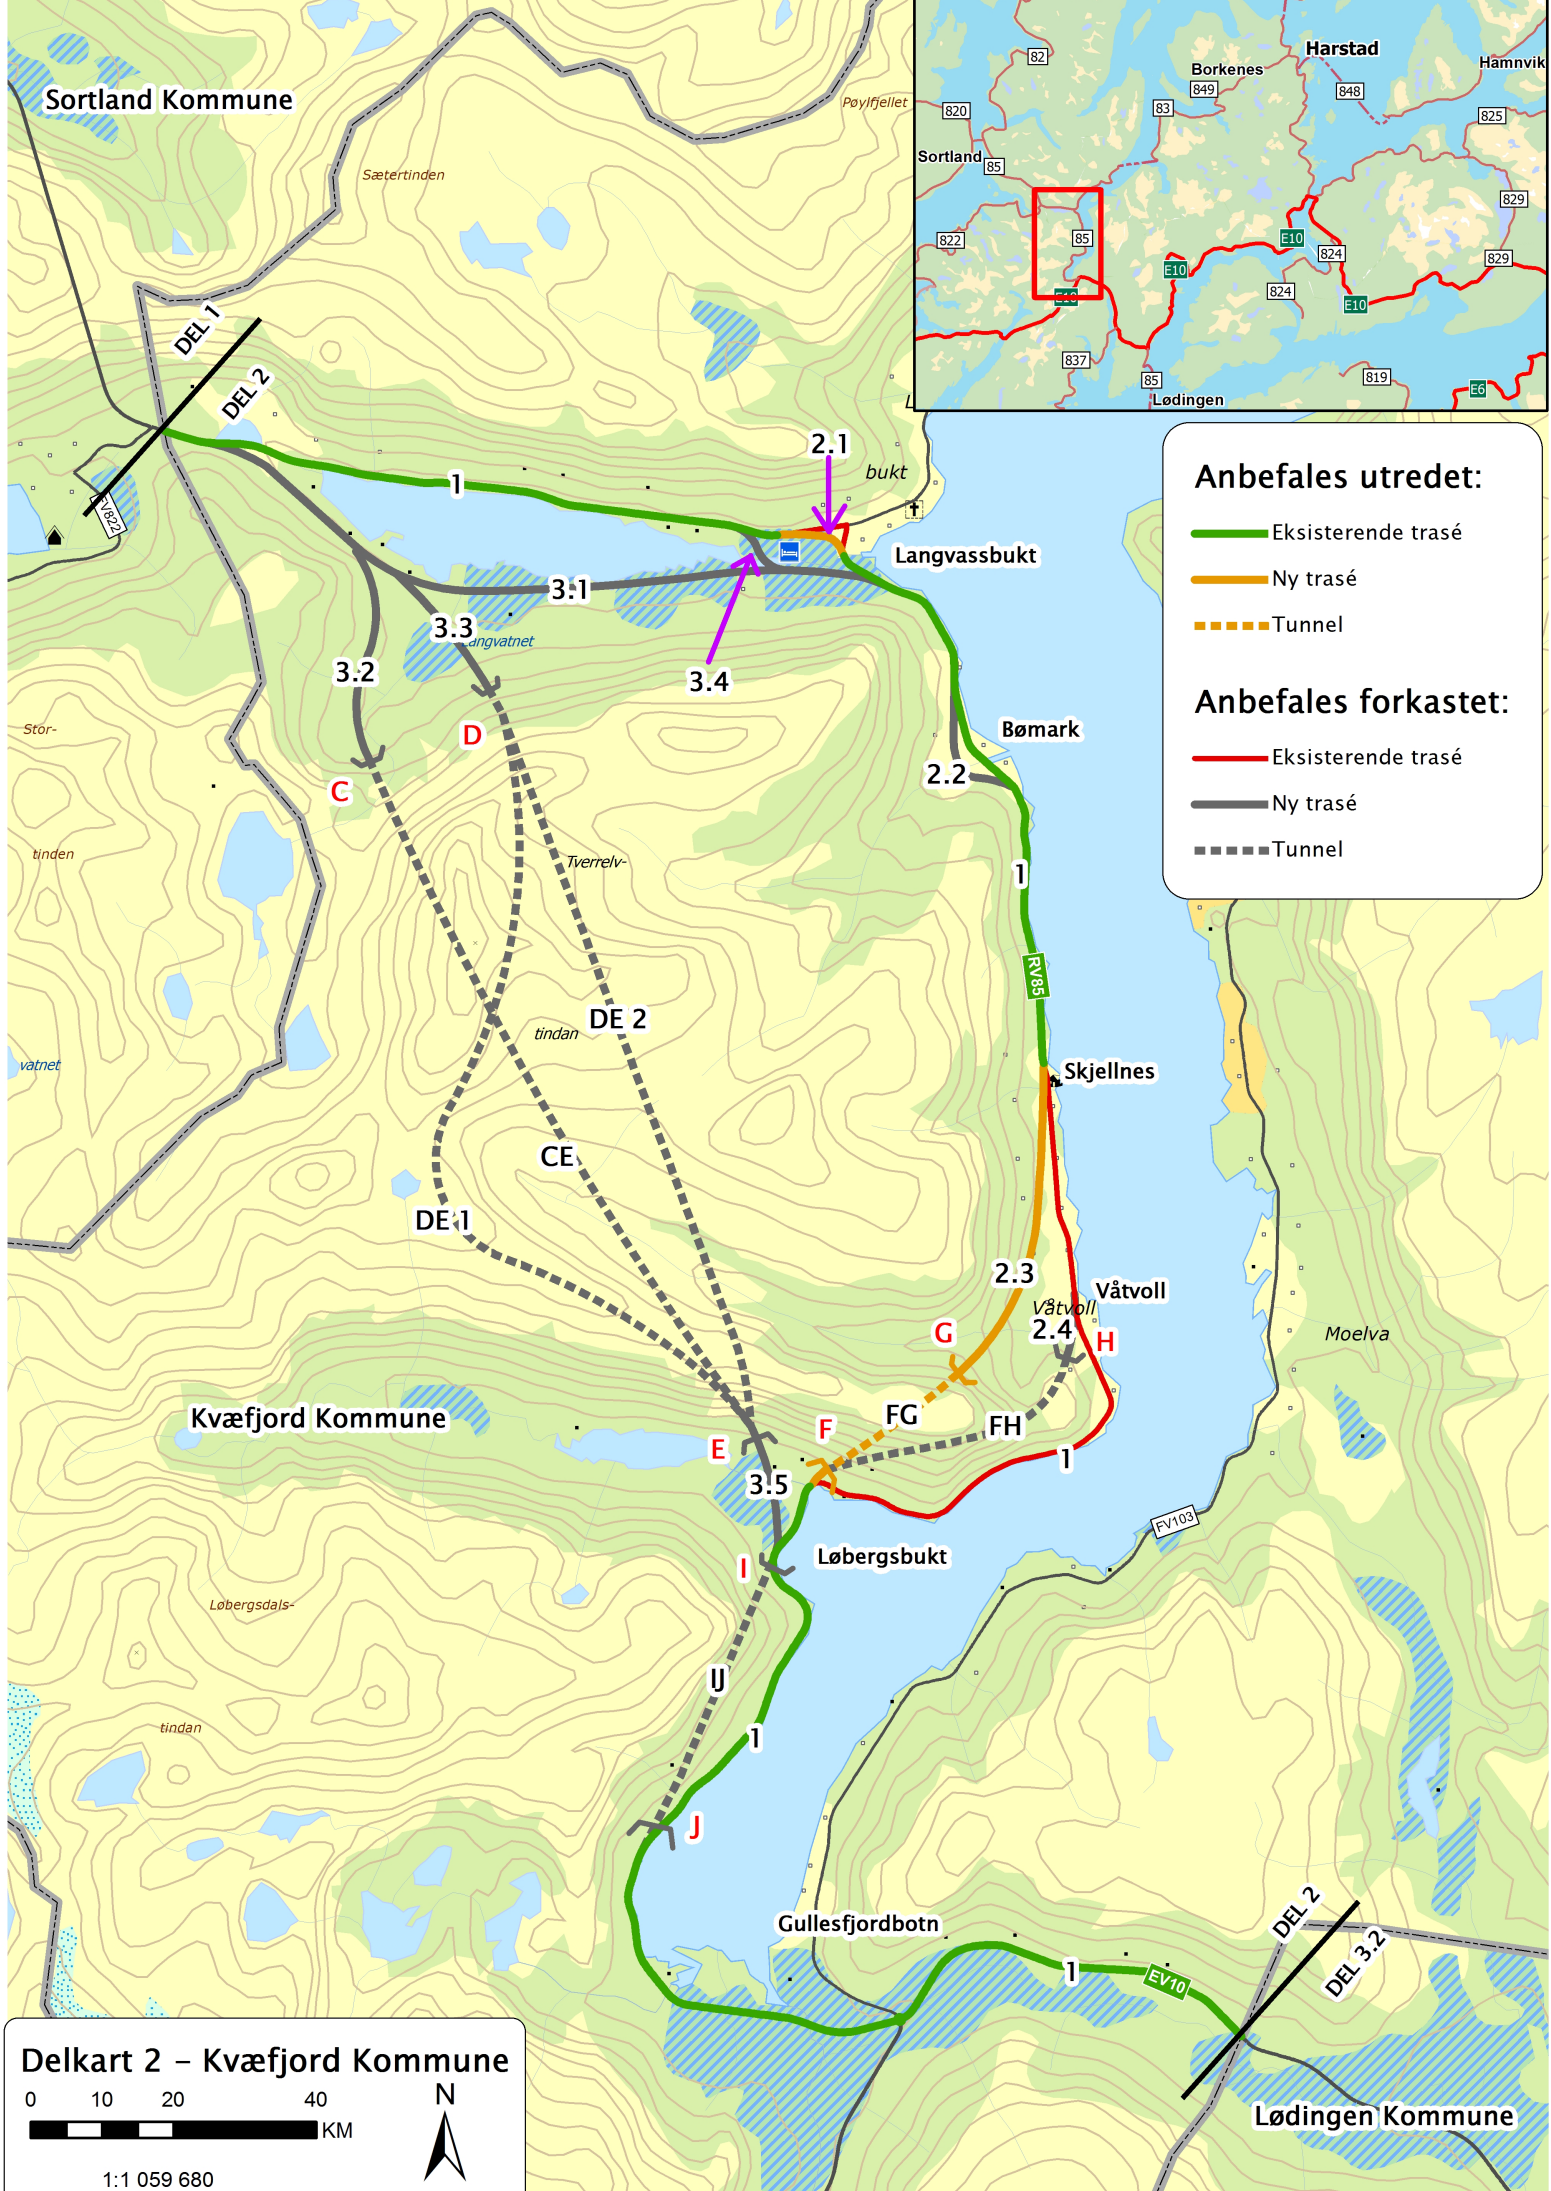 Sortland Kommune
Pøylfjellet
Sætertinden
82
Harstad
Borkenes
849
Hamnvik
848
820
83
825
Sortland
85
829
822
85
E10
824
829
E10
824
E10
E10
837
85
819
E6
Lødingen
DEL 1
DEL 2
FV822
1
2.1
bukt
Langvassbukt
3.1
3.3
Langvatnet
3.2
3.4
D
C
Stor-
tinden
vatnet
Bømark
2.2
1
RV85
Tverrelv-
tindan
DE 2
CE
DE 1
Skjellnes
2.3
Våtvoll
Våtvoll
2.4
G
H
Moelva
Kvæfjord Kommune
FG
FH
F
E
1
3.5
FV103
I
Løbergsbukt
Løbergsdals-
tindan
IJ
1
J
Gullesfjordbotn
1
EV10
DEL 2
DEL 3.2
Lødingen Kommune
Anbefales utredet:
Eksisterende trasé
Ny trasé
Tunnel
Anbefales forkastet:
Eksisterende trasé
Ny trasé
Tunnel
Delkart 2 – Kvæfjord Kommune
0 10 20 40
KM
N
1:1 059 680